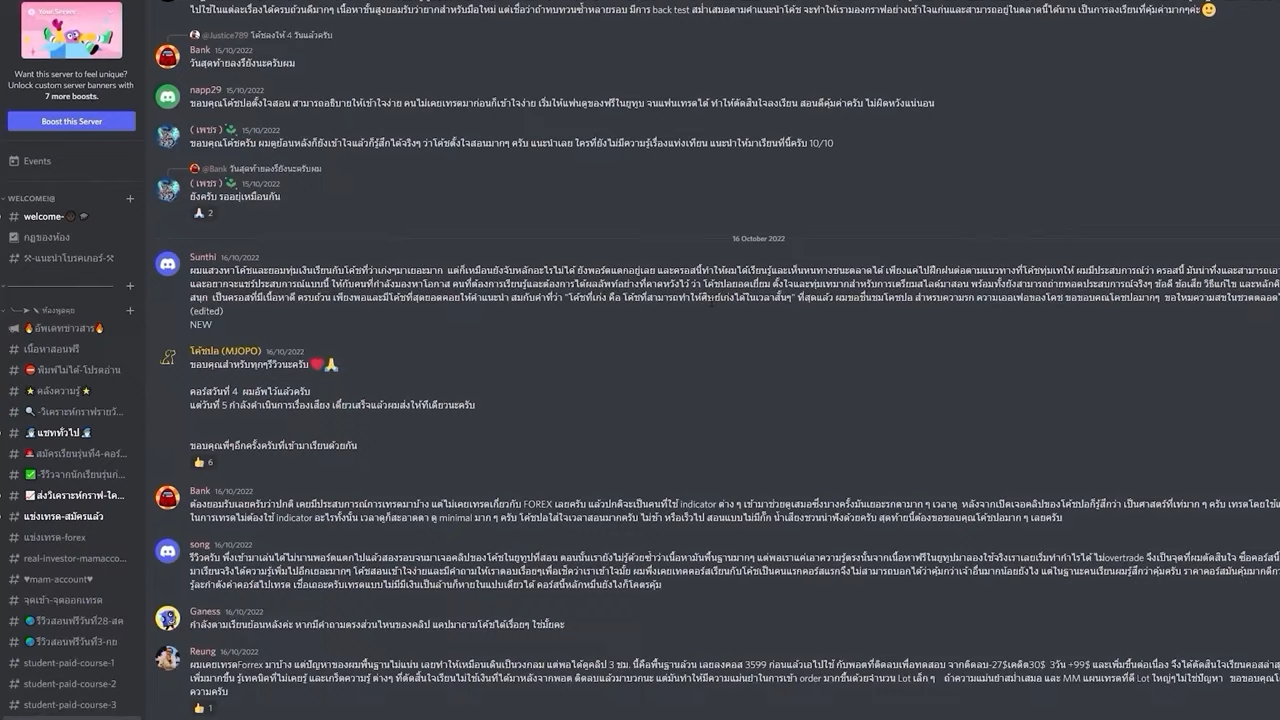 Your Server...
Want this server to feel unique?
Unlock custom server banners with
7 more boosts.
Boost this Server
Events
WELCOME!@
# welcome-
กฎของห้อง
# ⚒-แนะนำโบรคเกอร์-⚒
ห้องพูดคุย
🔥อัพเดทข่าวสาร🔥
# เนื้อหาสอนฟรี
# ⛔พิมพ์ไม่ได้-โปรดอ่าน
# ⭐คลังความรู้⭐
# 🔍-วิเคราะห์กราฟรายวั...
# แชททั่วไป
# 🚨สมัครเรียนรุ่นที่4-คอร์...
# ✅-รีวิวจากนักเรียนรุ่นก่...
# 📈ส่งวิเคราะห์กราฟ-ใค...
# แข่งเทรด-สมัครแล้ว
# แข่งเทรด-forex
# real-investor-mamacco...
# ♥mam-account♥
# จุดเข้า-จุดออกเทรด
# 🌏รีวิวสอนฟรีวันที่28-สค
# 🌏รีวิวสอนฟรีวันที่3-กย
# student-paid-course-1
# student-paid-course-2
# student-paid-course-3
ไปใช้ในแต่ละเรื่องได้ครบถ้วนดีมากๆ เนื้อหาชั้นสูงยอมรับว่ายากสำหรับมือใหม่ แต่เชื่อว่าถ้าทบทวนซ้ำหลายรอบ มีการ back test สม่ำเสมอตามคำแนะนำโค้ช จะทำให้เรามองกราฟอย่างเข้าใจแก่นและสามารถอยู่ในตลาดนี้ได้นาน เป็นการลงเรียนที่คุ้มค่ามากๆค่ะ 🙂
@Justice789 โค้ชลงให้ 4 วันแล้วครับ
Bank 15/10/2022
วันสุดท้ายลงรึยังนะครับผม
napp29 15/10/2022
ขอบคุณโค้ชปอตั้งใจสอน สามารถอธิบายให้เข้าใจง่าย คนไม่เคยเทรดมาก่อนก็เข้าใจง่าย เริ่มให้แฟนดูของฟรีในยูทูป จนแฟนเทรดได้ ทำให้ตัดสินใจลงเรียน สอนดีคุ้มค่าครับ ไม่ผิดหวังแน่นอน
( เพชร ) 15/10/2022
ขอบคุณโค้ชครับ ผมดูย้อนหลังก็ยังเข้าใจแล้วก็รู้สึกได้จริงๆ ว่าโค้ชตั้งใจสอนมากๆ ครับ แนะนำเลย ใครที่ยังไม่มีความรู้เรื่องแท่งเทียน แนะนำให้มาเรียนที่นี้ครับ 10/10
@Bank วันสุดท้ายลงรึยังนะครับผม
( เพชร ) 15/10/2022
ยังครับ รออยู่เหมือนกัน
🙏 2
16 October 2022
Sunthi 16/10/2022
ผมแสวงหาโค้ชและยอมทุ่มเงินเรียนกับโค้ชที่ว่าเก่งๆมาเยอะมาก แต่ก็เหมือนยังจับหลักอะไรไม่ได้ ยังพอร์ตแตกอยู่เลย และครอสนี้ทำให้ผมได้เรียนรู้และเห็นหนทางชนะตลาดได้ เพียงแค่ไปฝึกฝนต่อตามแนวทางที่โค้ชทุ่มเทให้ ผมมีประสบการณ์ว่า ครอสนี้ มันน่าทึ่งและสามารถเอา
และอยากจะแชร์ประสบการณ์แบบนี้ ให้กับคนที่กำลังมองหาโอกาส คนที่ต้องการเรียนรู้และต้องการได้ผลลัพท์อย่างที่คาดหวังไว้ ว่า โค้ชปอยอดเยี่ยม ตั้งใจและทุ่มเทมากสำหรับการเตรียมสไลด์มาสอน พร้อมทั้งยังสามารถถ่ายทอดประสบการณ์จริงๆ ข้อดี ข้อเสีย วิธีแก้ไข และหลักคิ
สนุก เป็นครอสที่มีเนื้อหาดี ครบถ้วน เพียงพอและมีโค้ชที่สุดยอดคอยให้คำแนะนำ สมกับคำที่ว่า "โค้ชที่เก่ง คือ โค้ชที่สามารถทำให้ศิษย์เก่งได้ในเวลาสั้นๆ" ที่สุดแล้ว ผมขอชื่นชมโค้ชปอ สำหรับความรก ความเออเฟอของโคช ขอขอบคุณโคชปอมากๆ ขอใหมความสขในชวตตลอดไ
(edited)
NEW
โค้ชปอ (MJOPO) 16/10/2022
ขอบคุณสำหรับทุกๆรีวิวนะครับ❤️🙏
คอร์สวันที่ 4 ผมอัพไว้แล้วครับ
แต่วันที่ 5 กำลังดำเนินการเรื่องเสียง เดี๋ยวเสร็จแล้วผมส่งให้ทีเดียวนะครับ
ขอบคุณพี่ๆอีกครั้งครับที่เข้ามาเรียนด้วยกัน
👍 6
Bank 16/10/2022
ต้องยอมรับเลยครับว่าปกติ เคยมีประสบการณ์การเทรดมาบ้าง แต่ไม่เคยเทรดเกี่ยวกับ FOREX เลยครับ แล้วปกติจะเป็นคนที่ใช้ indicator ต่าง ๆ เข้ามาช่วยดูเสมอซึ่งบางครั้งมันเยอะรกตามาก ๆ เวลาดู หลังจากเปิดเจอคลิปของโค้ชปอก็รู้สึกว่า เป็นศาสตร์ที่เท่มาก ๆ ครับ เทรดโดยใช้แ
ในการเทรดไม่ต้องใช้ indicator อะไรทั้งนั้น เวลาดูก็สะอาดตา ดู minimal มาก ๆ ครับ โค้ชปอใส่ใจเวลาสอนมากครับ ไม่ช้า หรือเร็วไป สอนแบบไม่มีกั๊ก น้ำเสียงชวนน่าฟังด้วยครับ สุดท้ายนี้ต้องขอขอบคุณโค้ชปอมาก ๆ เลยครับ
song 16/10/2022
รีวิวครับ พึ่งเข้ามาเล่นได้ไม่นานพอร์ตแตกไปแล้วสองรอบจนมาเจอคลิปของโค้ชในยูทูปที่สอน ตอนนั้นเรายังไม่รู้ด้วยซ้ำว่าเนื้อหามันพื้นฐานมากๆ แต่พอเราแค่เอาความรู้ตรงนั้นจากเนื้อหาฟรีในยูทูปมาลองใช้จริงเราเลยเริ่มทำกำไรได้ ไม่overtrade จึงเป็นจุดที่ผมตัดสินใจ ซื้อคอร์สนี้
มาเรียนจริงได้ความรู้เพิ่มไปอีกเยอะมากๆ โค้ชสอนเข้าใจง่ายและมีคำถามให้เราตอบเรื่อยๆเพื่อเช็คว่าเราเข้าใจมั้ย ผมพึ่งเคยเทคคอร์สเรียนกับโค้ชเป็นคนแรกคอร์สแรกจึงไม่สามารถบอกได้ว่าคุ้มกว่าเจ้าอื่นมากน้อยยังไง แต่ในฐานะคนเรียนผมรู้สึกว่าคุ้มครับ ราคาคอร์สมันคุ้มมากดีกว
รู้ละกำตังค่าคอร์สไปเทรด เชื่อเถอะครับเทรดแบบไม่มีมีเงินเป็นล้านก็หายในแปบเดียวได้ คอร์สนี้หลักหมื่นยังไงก็โคตรคุ้ม
Ganess 16/10/2022
กำลังตามเรียนย้อนหลังค่ะ หากมีคำถามตรงส่วนไหนของคลิป แคปมาถามโค้ชได้เรื่อยๆ ใช่มั้ยคะ
Reung 16/10/2022
ผมเคยเทรดForrex มาบ้าง แต่ปัญหาของผมพื้นฐานไม่แน่น เลยทำให้เหมือนเดินเป็นวงกลม แต่พอได้ดูคลิป 3 ชม. นี้คือพื้นฐานล้วน เลยลงคอส 3599 ก่อนแล้วเอาไปใช้ กับพอตที่ติดลบเพื่อทดสอบ จากติดลบ-27$เคดิต30$ 3วัน +99$ และเพิ่มขึ้นต่อเนื่อง จึงได้ตัดสินใจเรียนคอสล่าส
เพิ่มมากขึ้น รู้เทคนิคที่ไม่เคยรู้ และเกร็ดความรู้ ต่างๆ ที่ตัดสินใจเรียนไม่ใช่เงินที่ได้มาหลังจากพอต ติดลบแล้วมาบวกนะ แต่มันทำให้มีความแม่นยำในการเข้า order มากขึ้นด้วยจำนวน Lot เล็ก ๆ ถ้าความแม่นยำสม่ำเสมอ และ MM แผนเทรดที่ดี Lot ใหญ่ๆไม่ใช่ปัญหา ขอขอบคุณโ
ความครับ
👍 1